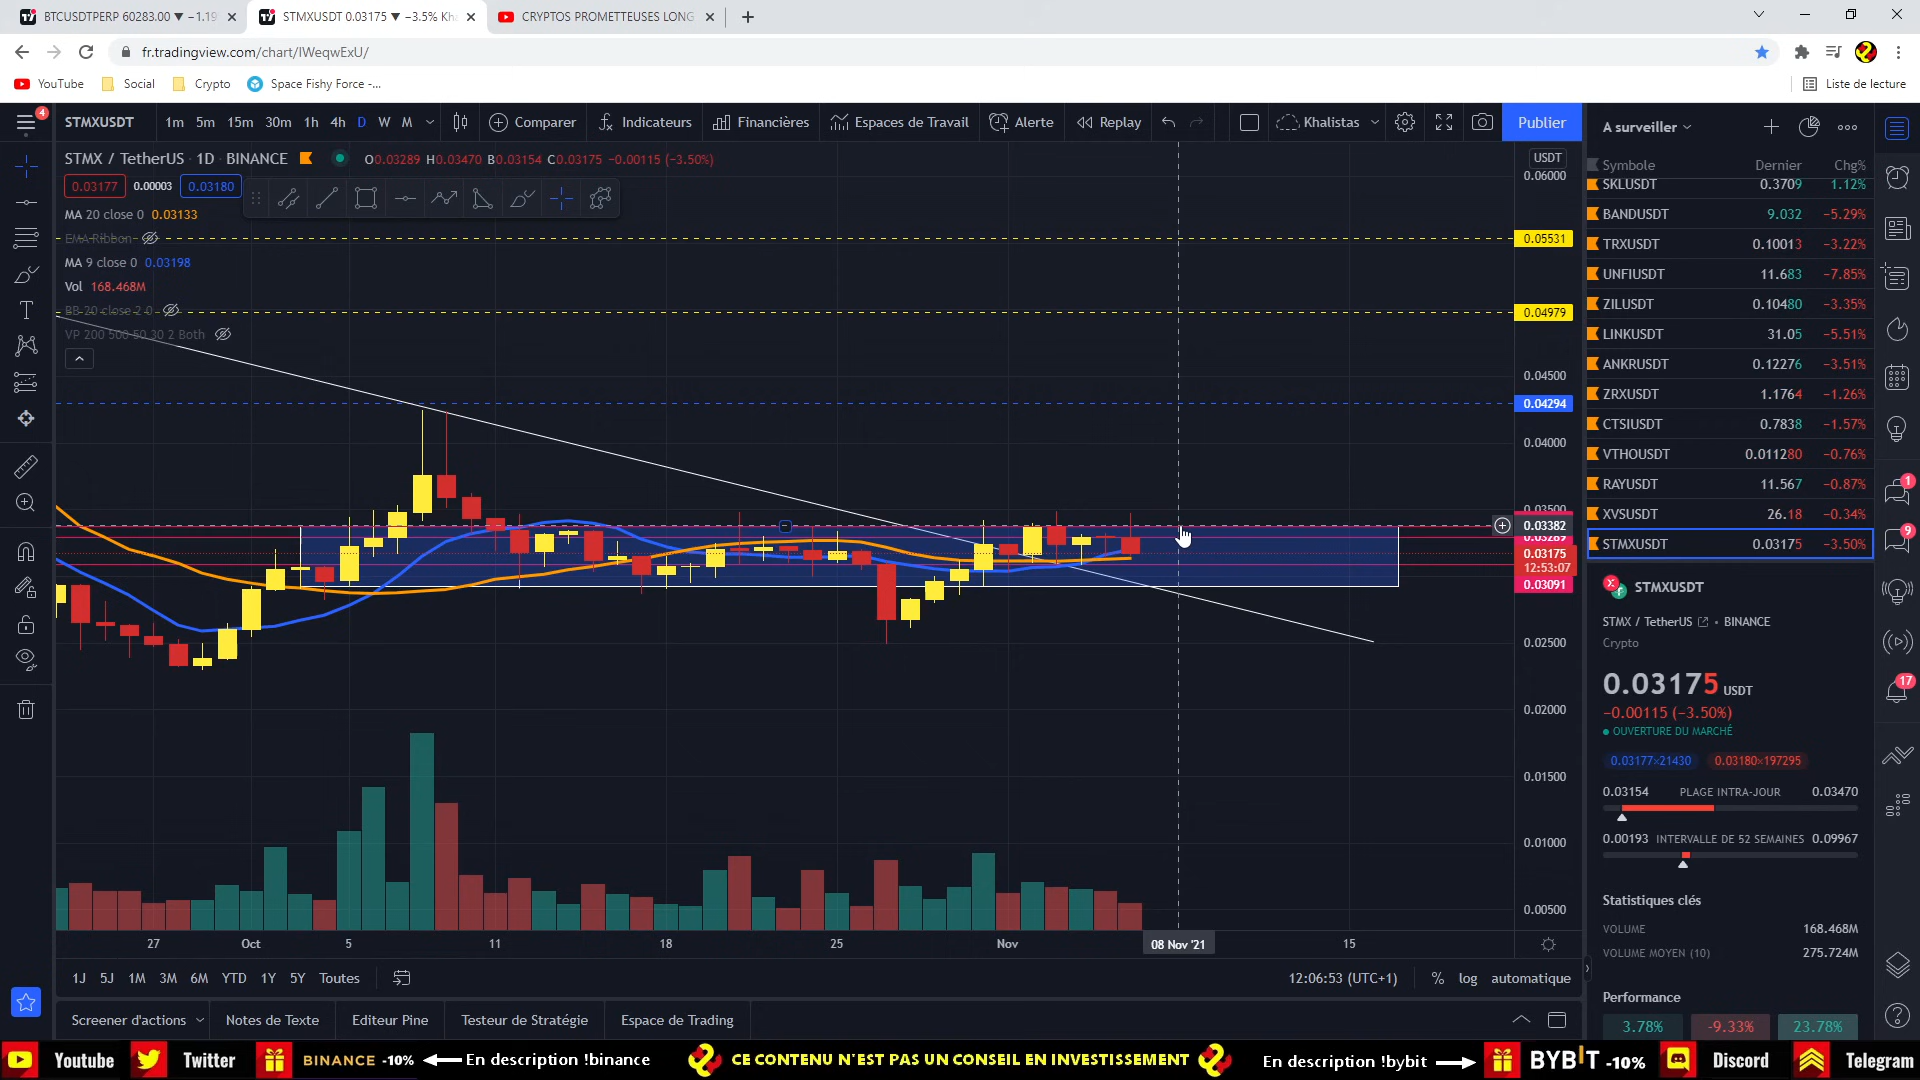 BTCUSDTPERP 60283.00 ▼ −1.19
STMXUSDT 0.03175 ▼ −3.5% Kha
CRYPTOS PROMETTEUSES LONG
fr.tradingview.com/chart/IWeqwExU/
YouTube Social Crypto Space Fishy Force -... Liste de lecture
4
STMXUSDT 1m 5m 15m 30m 1h 4h D W M Comparer Indicateurs Financières Espaces de Travail Alerte Replay Khalistas Publier
STMX / TetherUS · 1D · BINANCE O0.03289 H0.03470 B0.03154 C0.03175 −0.00115 (−3.50%)
0.03177 0.00003 0.03180
MA 20 close 0 0.03133
EMA Ribbon
MA 9 close 0 0.03198
Vol 168.468M
BB 20 close 2 0
VP 200 500 50 30 2 Both
USDT
0.06000
0.05531
0.04979
0.04500
0.04294
0.04000
0.03500
0.03382
0.03289
0.03175
12:53:07
0.03091
0.02500
0.02000
0.01500
0.01000
0.00500
27 Oct 5 11 18 25 Nov 08 Nov '21 15
1J 5J 1M 3M 6M YTD 1Y 5Y Toutes 12:06:53 (UTC+1) % log automatique
Screener d'actions Notes de Texte Editeur Pine Testeur de Stratégie Espace de Trading
A surveiller
Symbole Dernier Chg%
SKLUSDT 0.3709 1.12%
BANDUSDT 9.032 −5.29%
TRXUSDT 0.10013 −3.22%
UNFIUSDT 11.683 −7.85%
ZILUSDT 0.10480 −3.35%
LINKUSDT 31.05 −5.51%
ANKRUSDT 0.12276 −3.51%
ZRXUSDT 1.1764 −1.26%
CTSIUSDT 0.7838 −1.57%
VTHOUSDT 0.011280 −0.76%
RAYUSDT 11.567 −0.87%
XVSUSDT 26.18 −0.34%
STMXUSDT 0.03175 −3.50%
STMXUSDT
STMX / TetherUS • BINANCE
Crypto
0.03175 USDT
−0.00115 (−3.50%)
OUVERTURE DU MARCHÉ
0.03177×21430 0.03180×197295
0.03154 PLAGE INTRA-JOUR 0.03470
0.00193 INTERVALLE DE 52 SEMAINES 0.09967
Statistiques clés
VOLUME 168.468M
VOLUME MOYEN (10) 275.724M
Performance
3.78% -9.33% 23.78%
1
9
17
Youtube Twitter BINANCE -10% En description !binance CE CONTENU N'EST PAS UN CONSEIL EN INVESTISSEMENT En description !bybit BYBIT -10% Discord Telegram